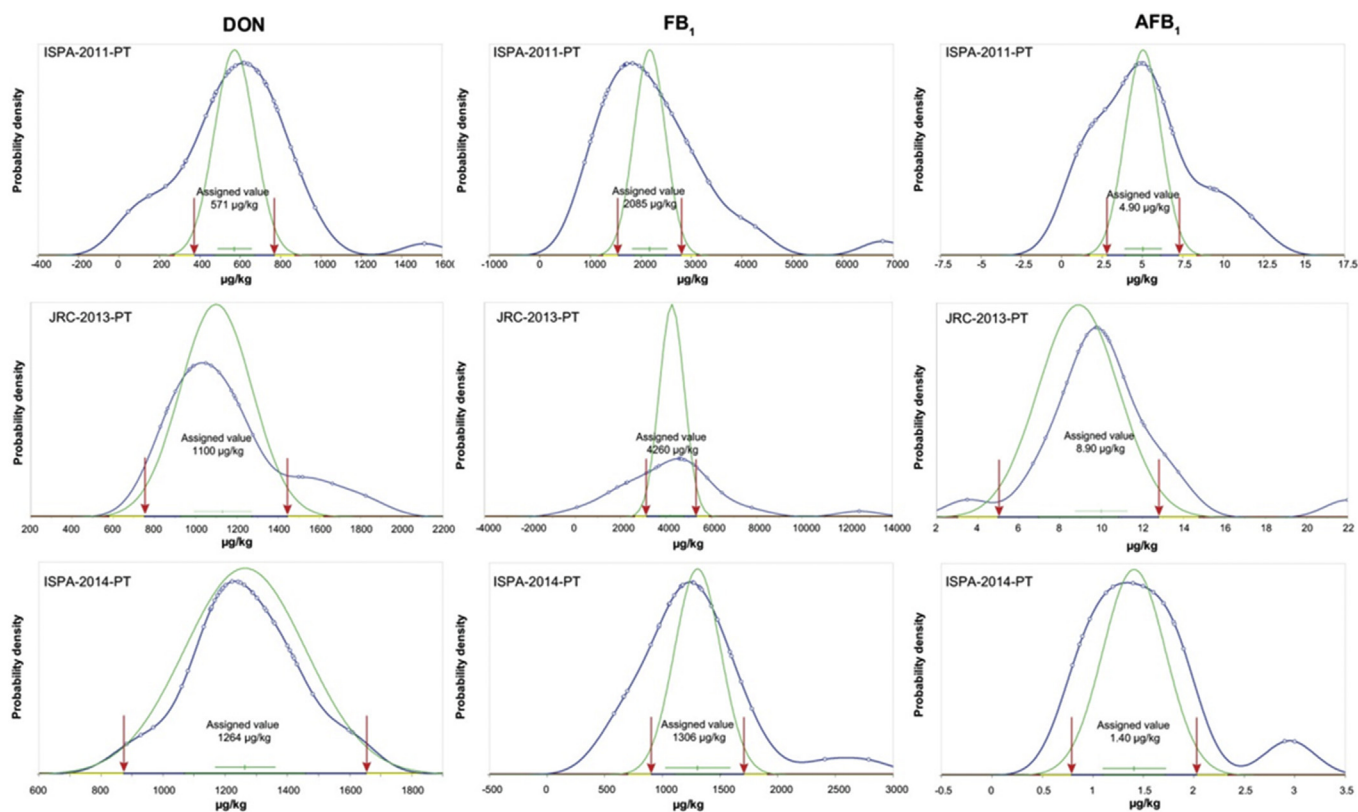 DON
FB₁
AFB₁
ISPA-2011-PT
Probability density
Assigned value
571 µg/kg
-400 -200 0 200 400 600 800 1000 1200 1400 1600
µg/kg
ISPA-2011-PT
Probability density
Assigned value
2085 µg/kg
-1000 0 1000 2000 3000 4000 5000 6000 7000
µg/kg
ISPA-2011-PT
Probability density
Assigned value
4.90 µg/kg
-7.5 -5 -2.5 0 2.5 5 7.5 10 12.5 15 17.5
µg/kg
JRC-2013-PT
Probability density
Assigned value
1100 µg/kg
200 400 600 800 1000 1200 1400 1600 1800 2000 2200
µg/kg
JRC-2013-PT
Probability density
Assigned value
4260 µg/kg
-4000 -2000 0 2000 4000 6000 8000 10000 12000 14000
µg/kg
JRC-2013-PT
Probability density
Assigned value
8.90 µg/kg
2 4 6 8 10 12 14 16 18 20 22
µg/kg
ISPA-2014-PT
Probability density
Assigned value
1264 µg/kg
600 800 1000 1200 1400 1600 1800
µg/kg
ISPA-2014-PT
Probability density
Assigned value
1306 µg/kg
-500 0 500 1000 1500 2000 2500 3000
µg/kg
ISPA-2014-PT
Probability density
Assigned value
1.40 µg/kg
-0.5 0 0.5 1 1.5 2 2.5 3 3.5
µg/kg